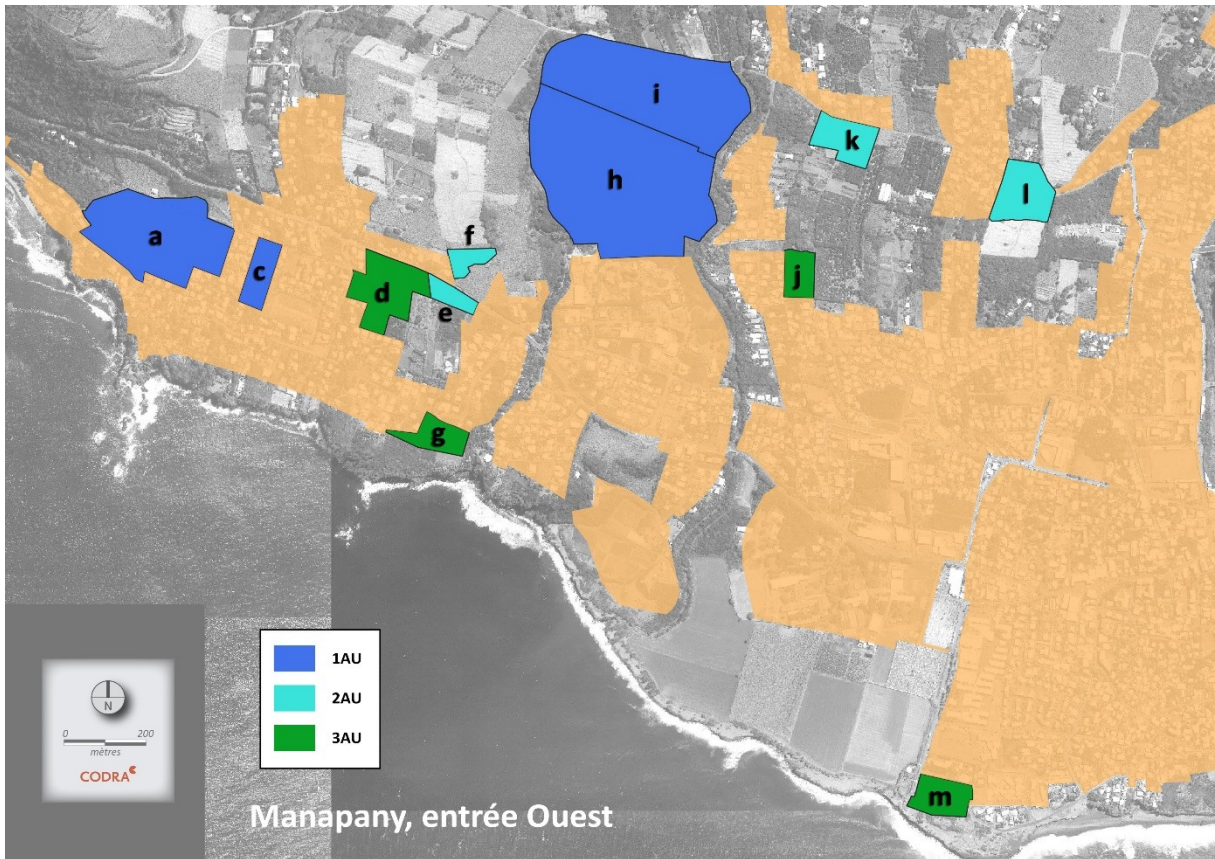 i
k
h
l
a
f
c
d
j
e
g
1AU
2AU
N
3AU
0 200
mètres
CODRA
m
Manapany, entrée Ouest